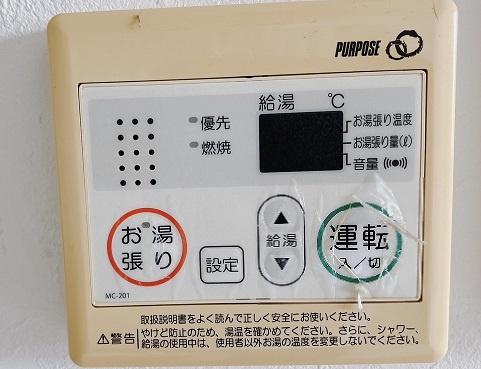 PURPOSE
給湯 ℃
優先
燃焼
お湯張り温度
お湯張り量(ℓ)
音量
お湯張り
設定
給湯
運転
入/切
MC-201
取扱説明書をよく読んで正しく安全にお使いください。
⚠警告
やけど防止のため、湯温を確かめてください。さらに、シャワー、
給湯の使用中は、使用者以外お湯の温度を変更しないでください。